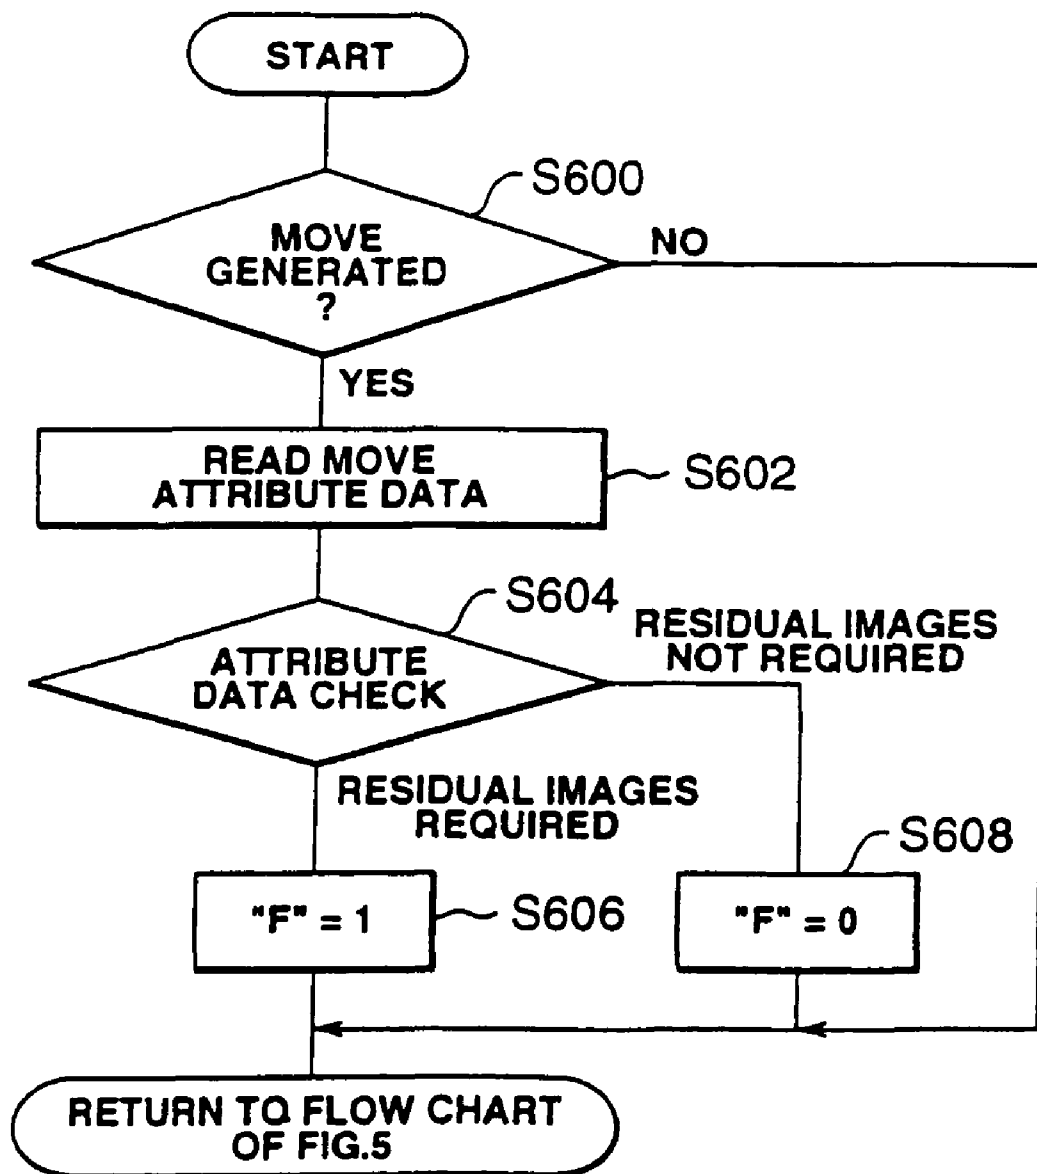 START
S600
MOVE
GENERATED
?
NO
YES
READ MOVE
ATTRIBUTE DATA
S602
S604
ATTRIBUTE
DATA CHECK
RESIDUAL IMAGES
NOT REQUIRED
RESIDUAL IMAGES
REQUIRED
S608
"F" = 1
S606
"F" = 0
RETURN TO FLOW CHART
OF FIG.5